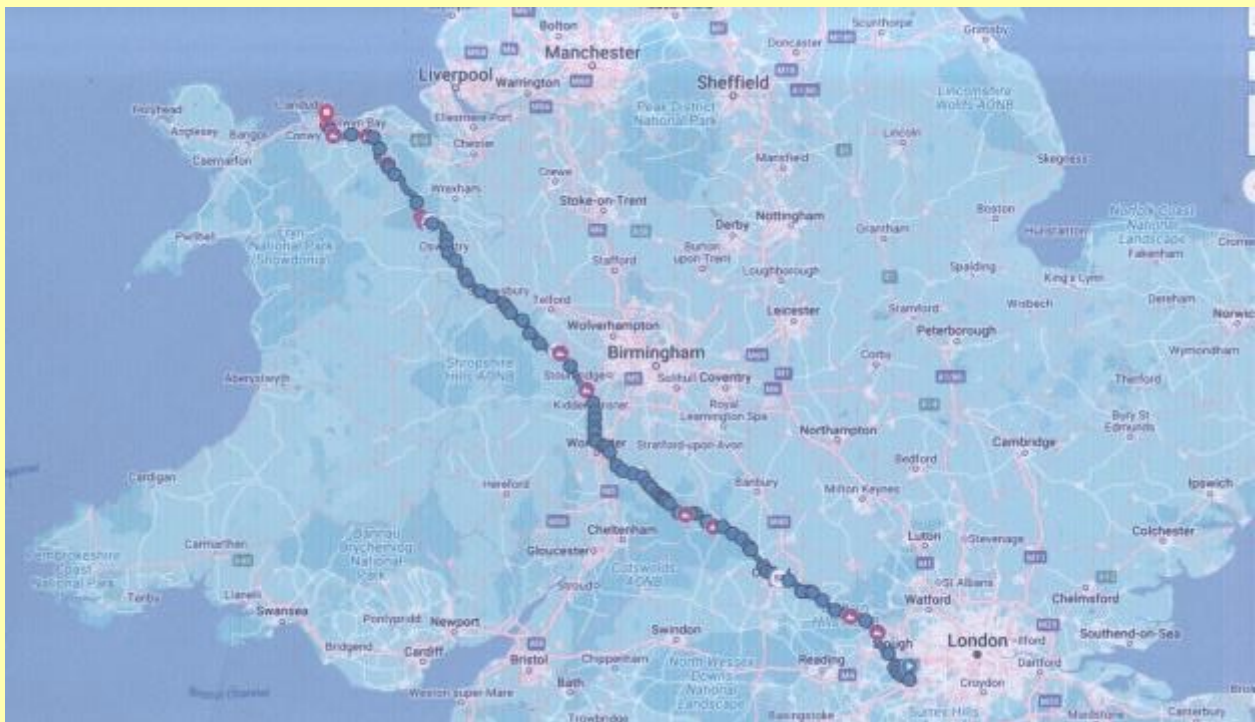 Bolton
Manchester
Liverpool
Warrington
Doncaster
Scunthorpe
Grimsby
Sheffield
Peak District
National Park
Lincolnshire
Wolds AONB
Holyhead
Anglesey
Bangor
Conwy
Caernarfon
Ellesmere Port
Chester
Lincoln
Mansfield
Skegness
Wrexham
Crewe
Stoke-on-Trent
Nottingham
Derby
Boston
Grantham
Norfolk Coast
National
Landscape
Pwllheli
National Park
(Snowdonia)
Stafford
Burton
upon Trent
Loughborough
Spalding
King's Lynn
Fakenham
Telford
Leicester
Stamford
Wisbech
Dereham
Wolverhampton
Peterborough
Wymondham
Birmingham
Corby
Shropshire
Hills AONB
Aberystwyth
Solihull
Coventry
Thetford
Royal
Leamington Spa
Bury St
Edmunds
Stratford-upon-Avon
Northampton
Cambridge
Bedford
Cardigan
Hereford
Banbury
Milton Keynes
Ipswich
Cheltenham
Colchester
Bannau
Brycheiniog
National
Park
Carmarthen
Gloucester
Cotswolds
AONB
Luton
Stevenage
Pembrokeshire
Coast
National Park
Tenby
Llanelli
Stroud
St Albans
Chelmsford
Swansea
Pontypridd
Newport
Watford
Swindon
London
Ilford
Southend-on-Sea
Bridgend
Cardiff
Bristol
Chippenham
Reading
Dartford
Croydon
North Wessex
Downs
National
Landscape
Bath
Weston-super-Mare
Bristol Channel
Trowbridge
Basingstoke
Surrey Hills
Maidstone
Canterbury